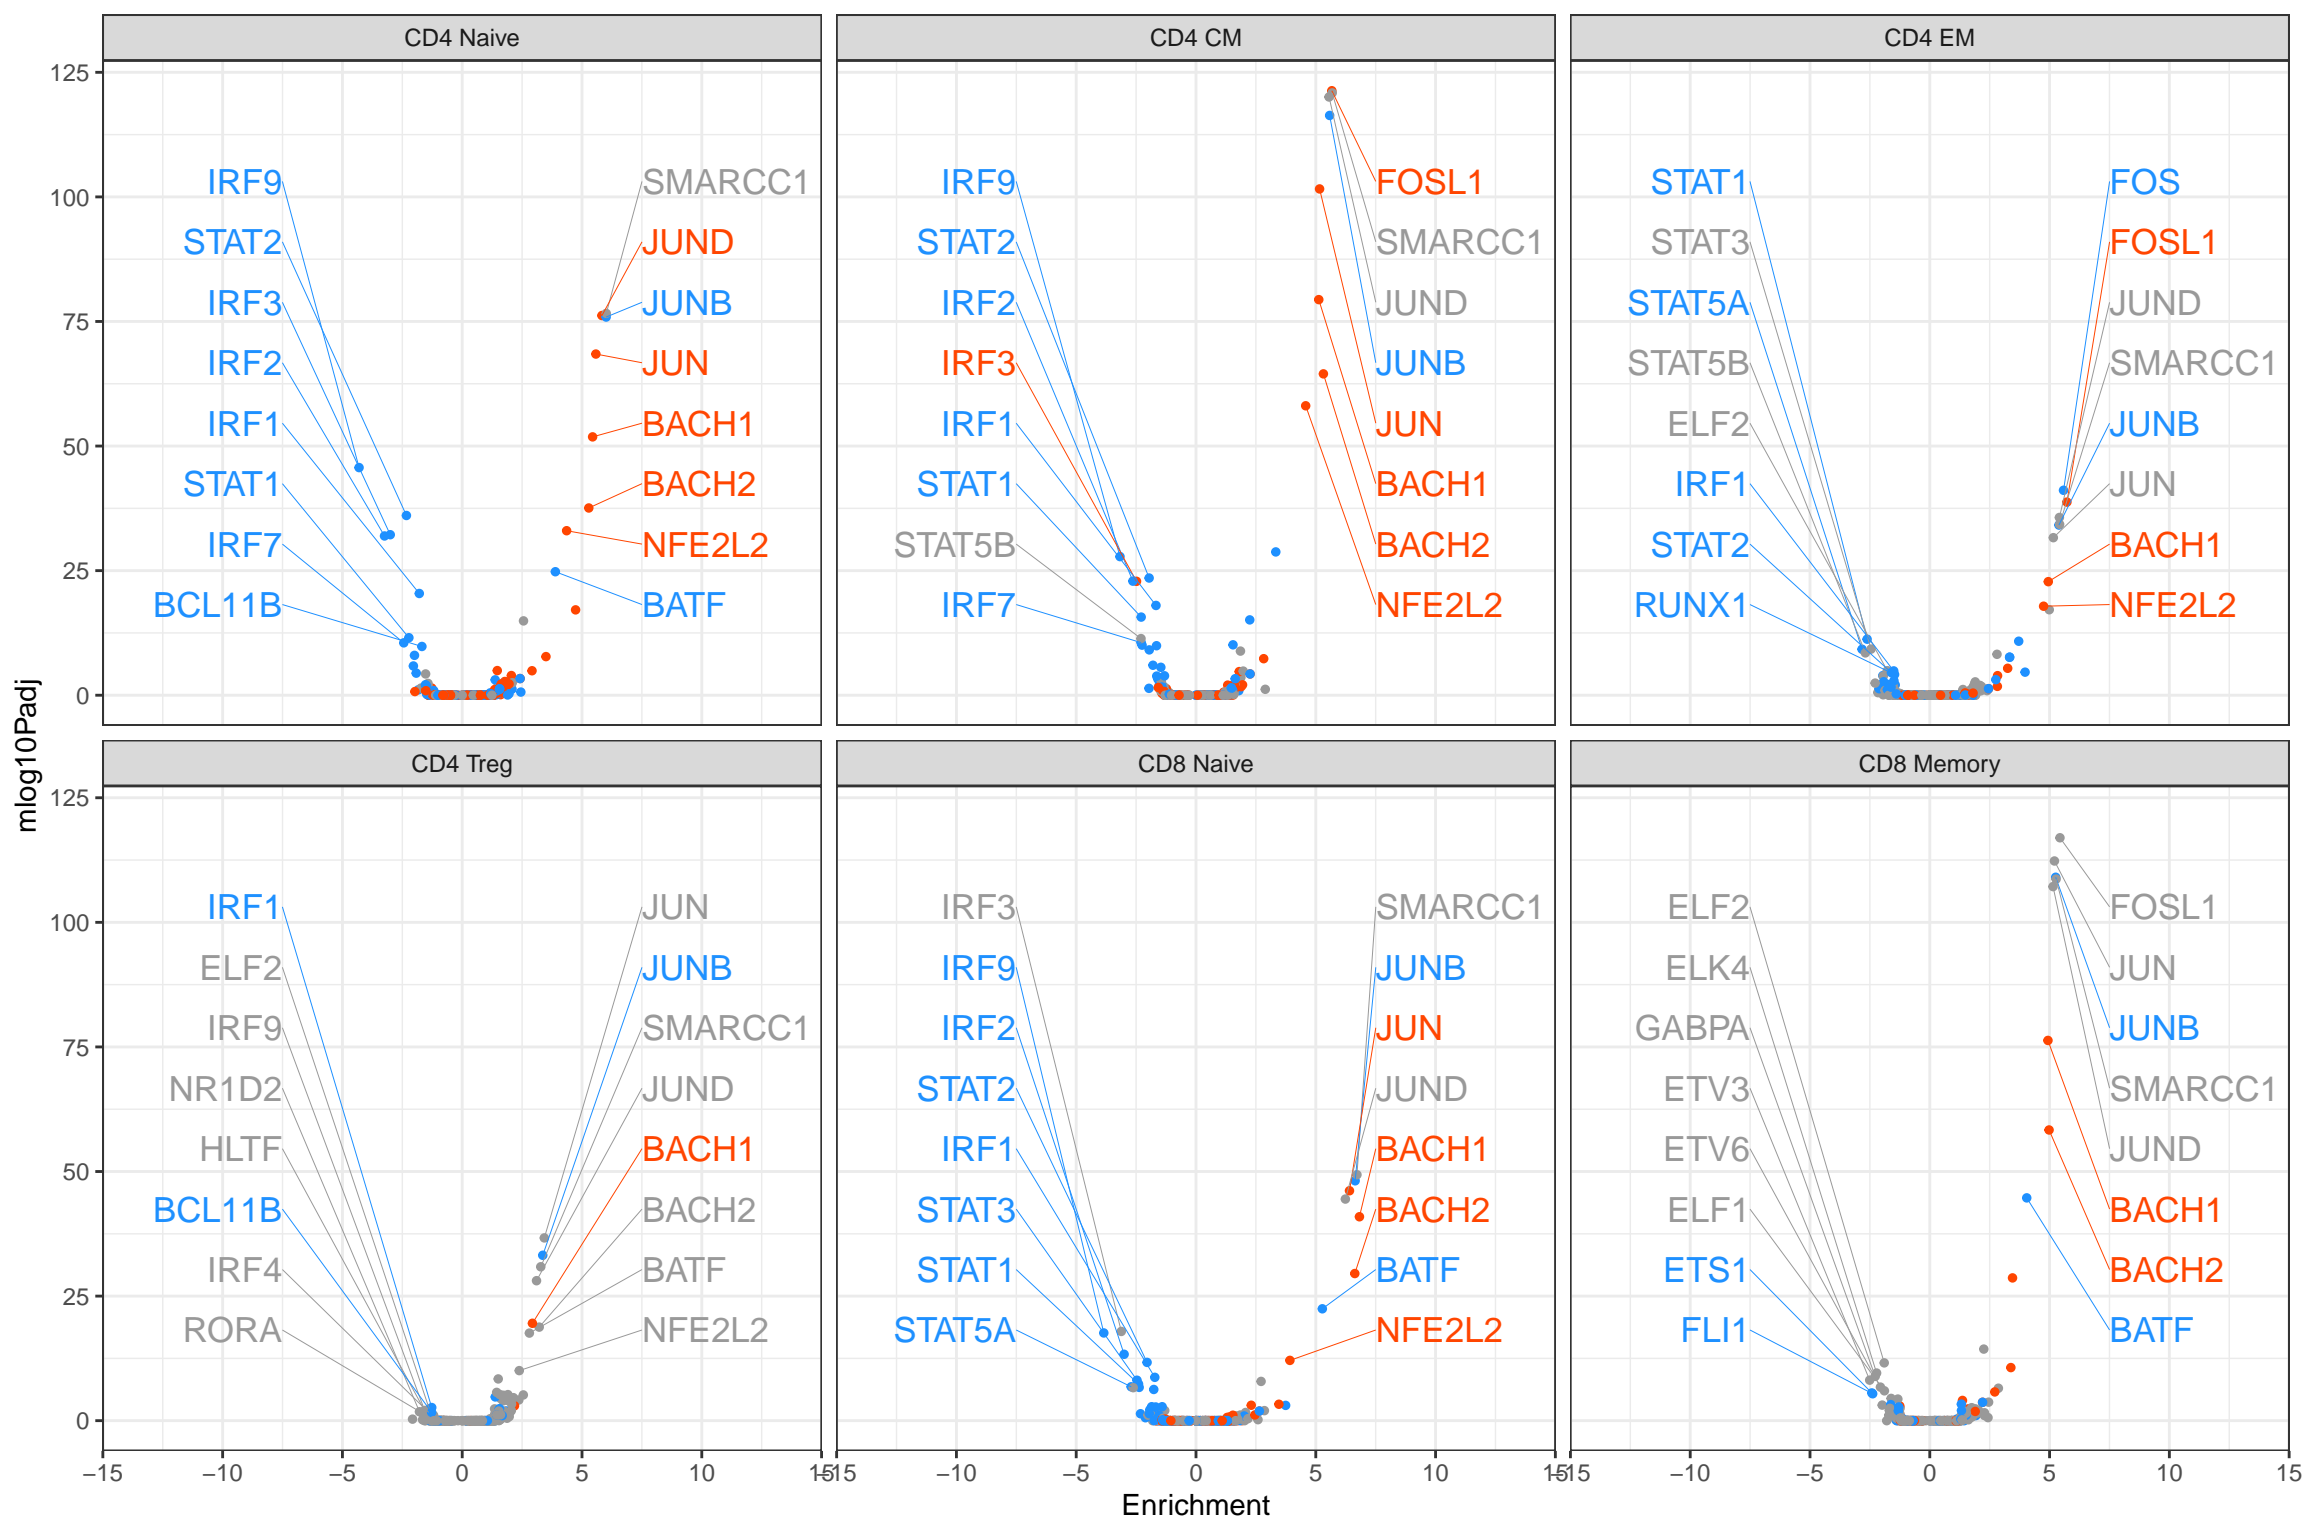 CD4 Naive
CD4 CM
CD4 EM
mlog10Padj
125
100
75
50
25
0
IRF9
STAT2
IRF3
IRF2
IRF1
STAT1
IRF7
BCL11B
SMARCC1
JUND
JUNB
JUN
BACH1
BACH2
NFE2L2
BATF
IRF9
STAT2
IRF2
IRF3
IRF1
STAT1
STAT5B
IRF7
FOSL1
SMARCC1
JUND
JUNB
JUN
BACH1
BACH2
NFE2L2
STAT1
STAT3
STAT5A
STAT5B
ELF2
IRF1
STAT2
RUNX1
FOS
FOSL1
JUND
SMARCC1
JUNB
JUN
BACH1
NFE2L2
CD4 Treg
CD8 Naive
CD8 Memory
125
100
75
50
25
0
IRF1
ELF2
IRF9
NR1D2
HLTF
BCL11B
IRF4
RORA
JUN
JUNB
SMARCC1
JUND
BACH1
BACH2
BATF
NFE2L2
IRF3
IRF9
IRF2
STAT2
IRF1
STAT3
STAT1
STAT5A
SMARCC1
JUNB
JUN
JUND
BACH1
BACH2
BATF
NFE2L2
ELF2
ELK4
GABPA
ETV3
ETV6
ELF1
ETS1
FLI1
FOSL1
JUN
JUNB
SMARCC1
JUND
BACH1
BACH2
BATF
−15 −10 −5 0 5 10 15
−15 −10 −5 0 5 10 15
−15 −10 −5 0 5 10 15
Enrichment